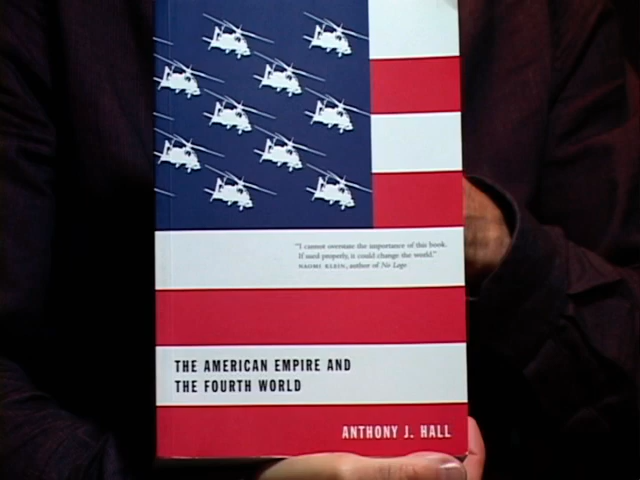 "I cannot overstate the importance of this book.
If used properly, it could change the world."
NAOMI KLEIN, author of No Logo
THE AMERICAN EMPIRE AND
THE FOURTH WORLD
ANTHONY J. HALL